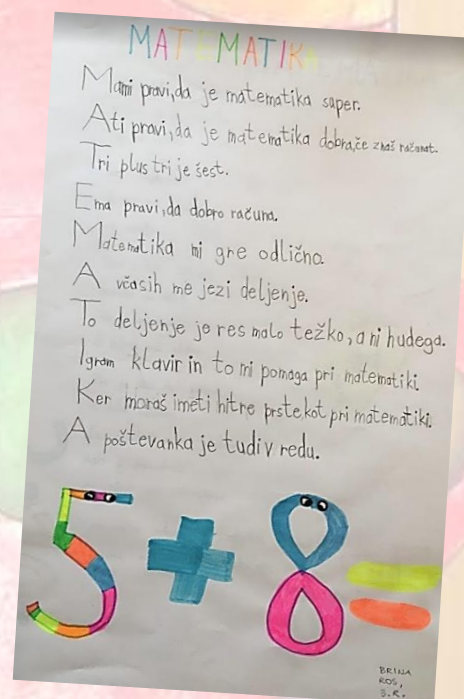 MATEMATIKA
Mami pravi, da je matematika super.
Ati pravi, da je matematika dobra, če znaš računat.
Tri plus tri je šest.
Ema pravi, da dobro računa.
Matematika mi gre odlično.
A včasih me jezi deljenje.
To deljenje je res malo težko, a ni hudega.
Igram klavir in to mi pomaga pri matematiki.
Ker moraš imeti hitre prste kot pri matematiki.
A poštevanka je tudi v redu.
5 + 8 =
BRINA
ROS,
3. R.